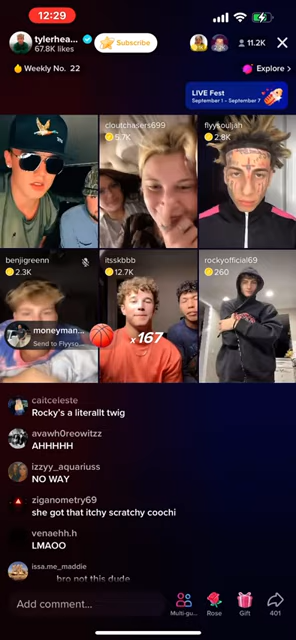 12:29
tylerhea...
67.8K likes
Subscribe
11.2K
Weekly No. 22
Explore >
LIVE Fest
September 1 - September 7
cloutchasers699
5.7K
flyysouljah
2.8K
benjigreenn
2.3K
itsskbbb
12.7K
rockyofficial69
260
moneyman...
Send to Flyyso...
x167
caitceleste
Rocky's a literallt twig
avawh0reowitzz
AHHHHH
izzyy_aquariuss
NO WAY
ziganometry69
she got that itchy scratchy coochi
venaehh.h
LMAOO
issa.me_maddie
bro not this dude
Add comment...
Multi-gu...
Rose
Gift
401